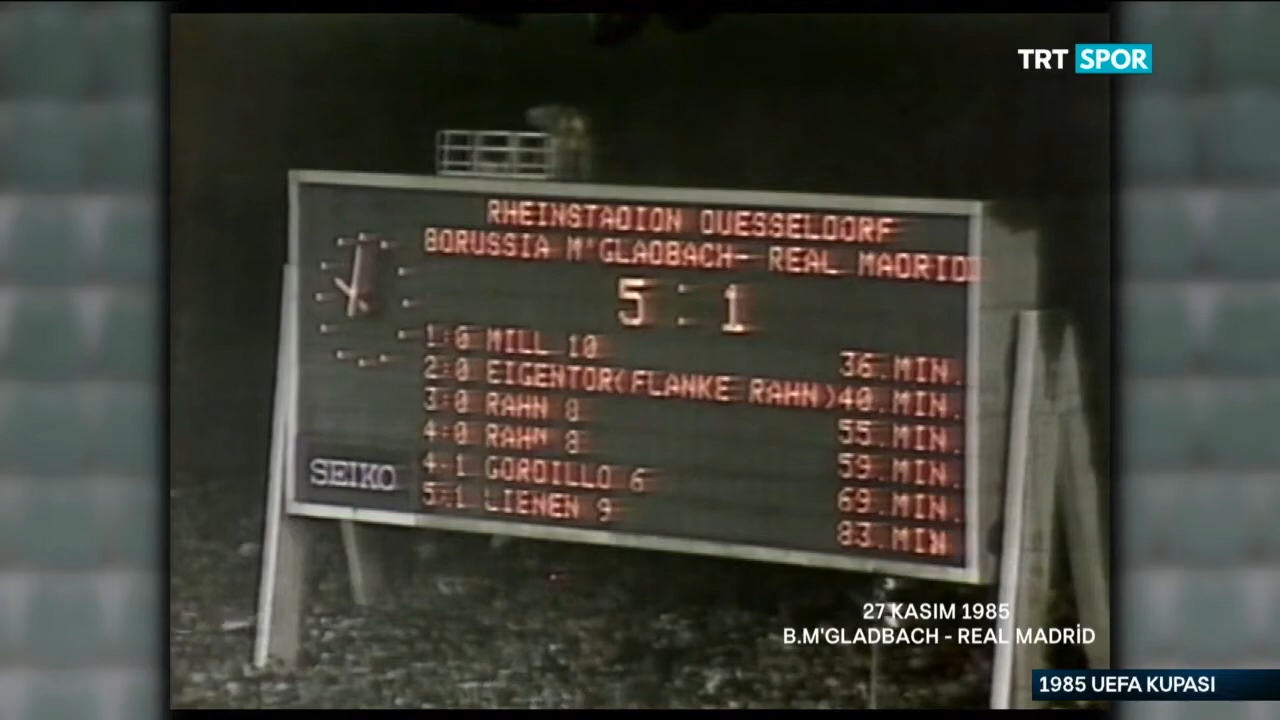 TRT SPOR
RHEINSTADION DUESSELDORF
BORUSSIA M'GLADBACH- REAL MADRID
5 : 1
1:0 MILL 10 36.MIN.
2:0 EIGENTOR(FLANKE RAHN)40.MIN.
3:0 RAHN 8 55.MIN.
4:0 RAHN 8 59.MIN.
4:1 GORDILLO 6 69.MIN.
5:1 LIENEN 9 83.MIN
SEIKO
27 KASIM 1985
B.M'GLADBACH - REAL MADRİD
1985 UEFA KUPASI